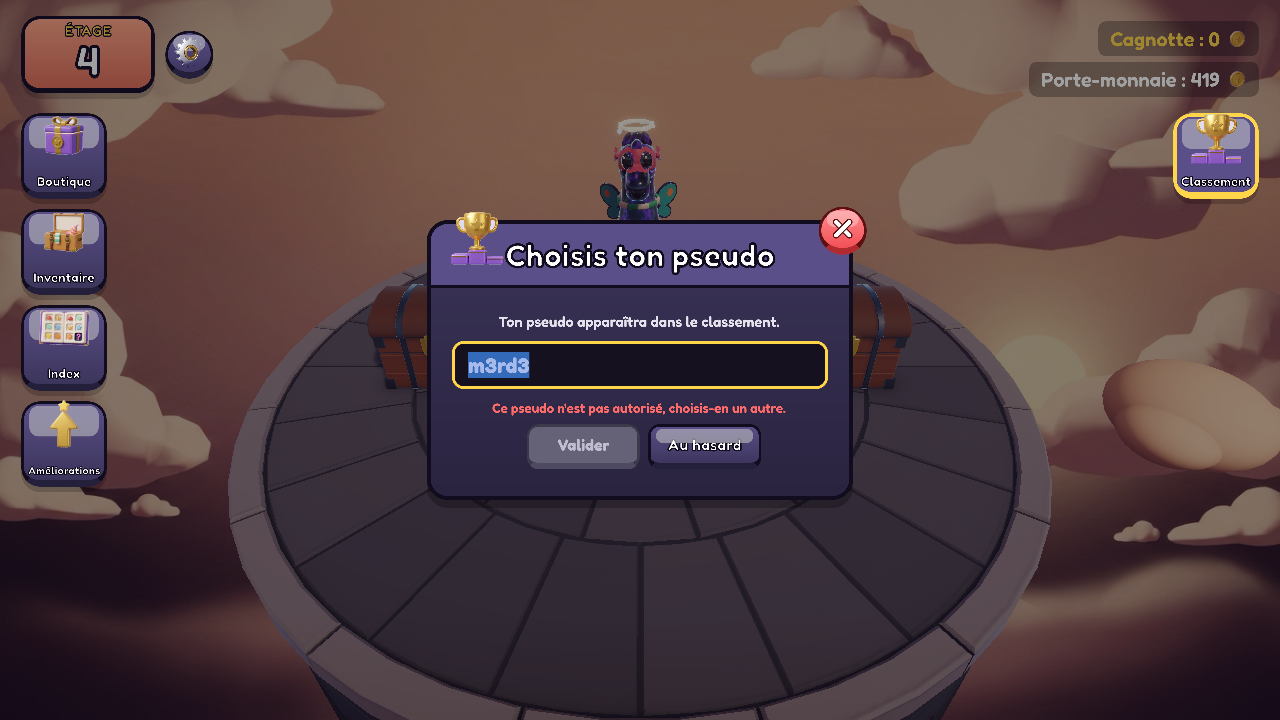 ÉTAGE
4
Cagnotte : 0
Porte-monnaie : 419
Boutique
Classement
Inventaire
Index
Améliorations
Choisis ton pseudo
Ton pseudo apparaîtra dans le classement.
m3rd3
Ce pseudo n'est pas autorisé, choisis-en un autre.
Valider
Au hasard